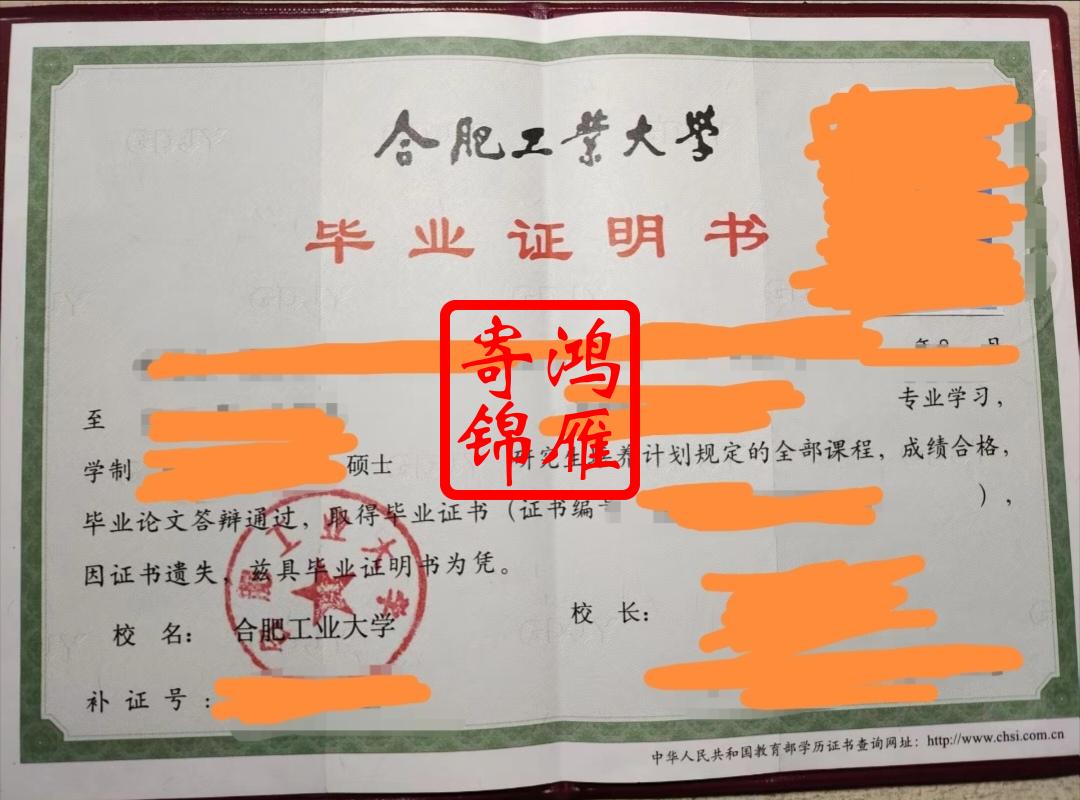 合肥工業大學
毕业证明书
寄鸿
锦雁
年 月
至 专业学习，
学制 硕士 研究生培养计划规定的全部课程，成绩合格，
毕业论文答辩通过，取得毕业证书（证书编 ），
因证书遗失，兹具毕业证明书为凭。
校 名： 合肥工业大学 校 长：
补 证 号：
中华人民共和国教育部学历证书查询网址：http://www.chsi.com.cn